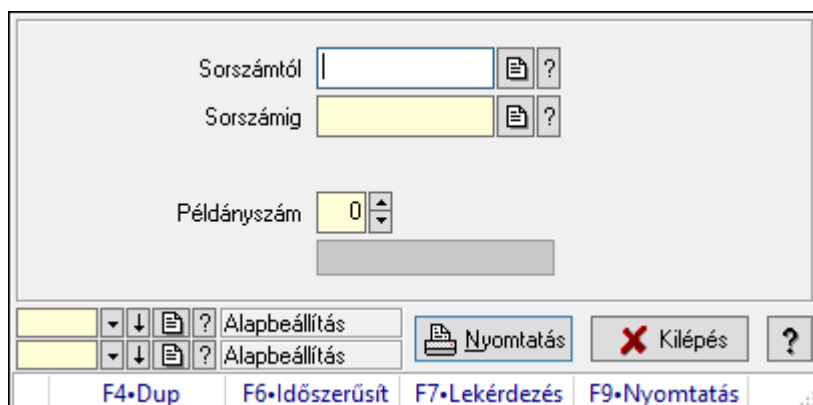 Sorszámtól ?
Sorszámig ?
Példányszám 0
? Alapbeállítás
? Alapbeállítás
Nyomtatás Kilépés ?
F4•Dup F6•Időszerűsít F7•Lekérdezés F9•Nyomtatás